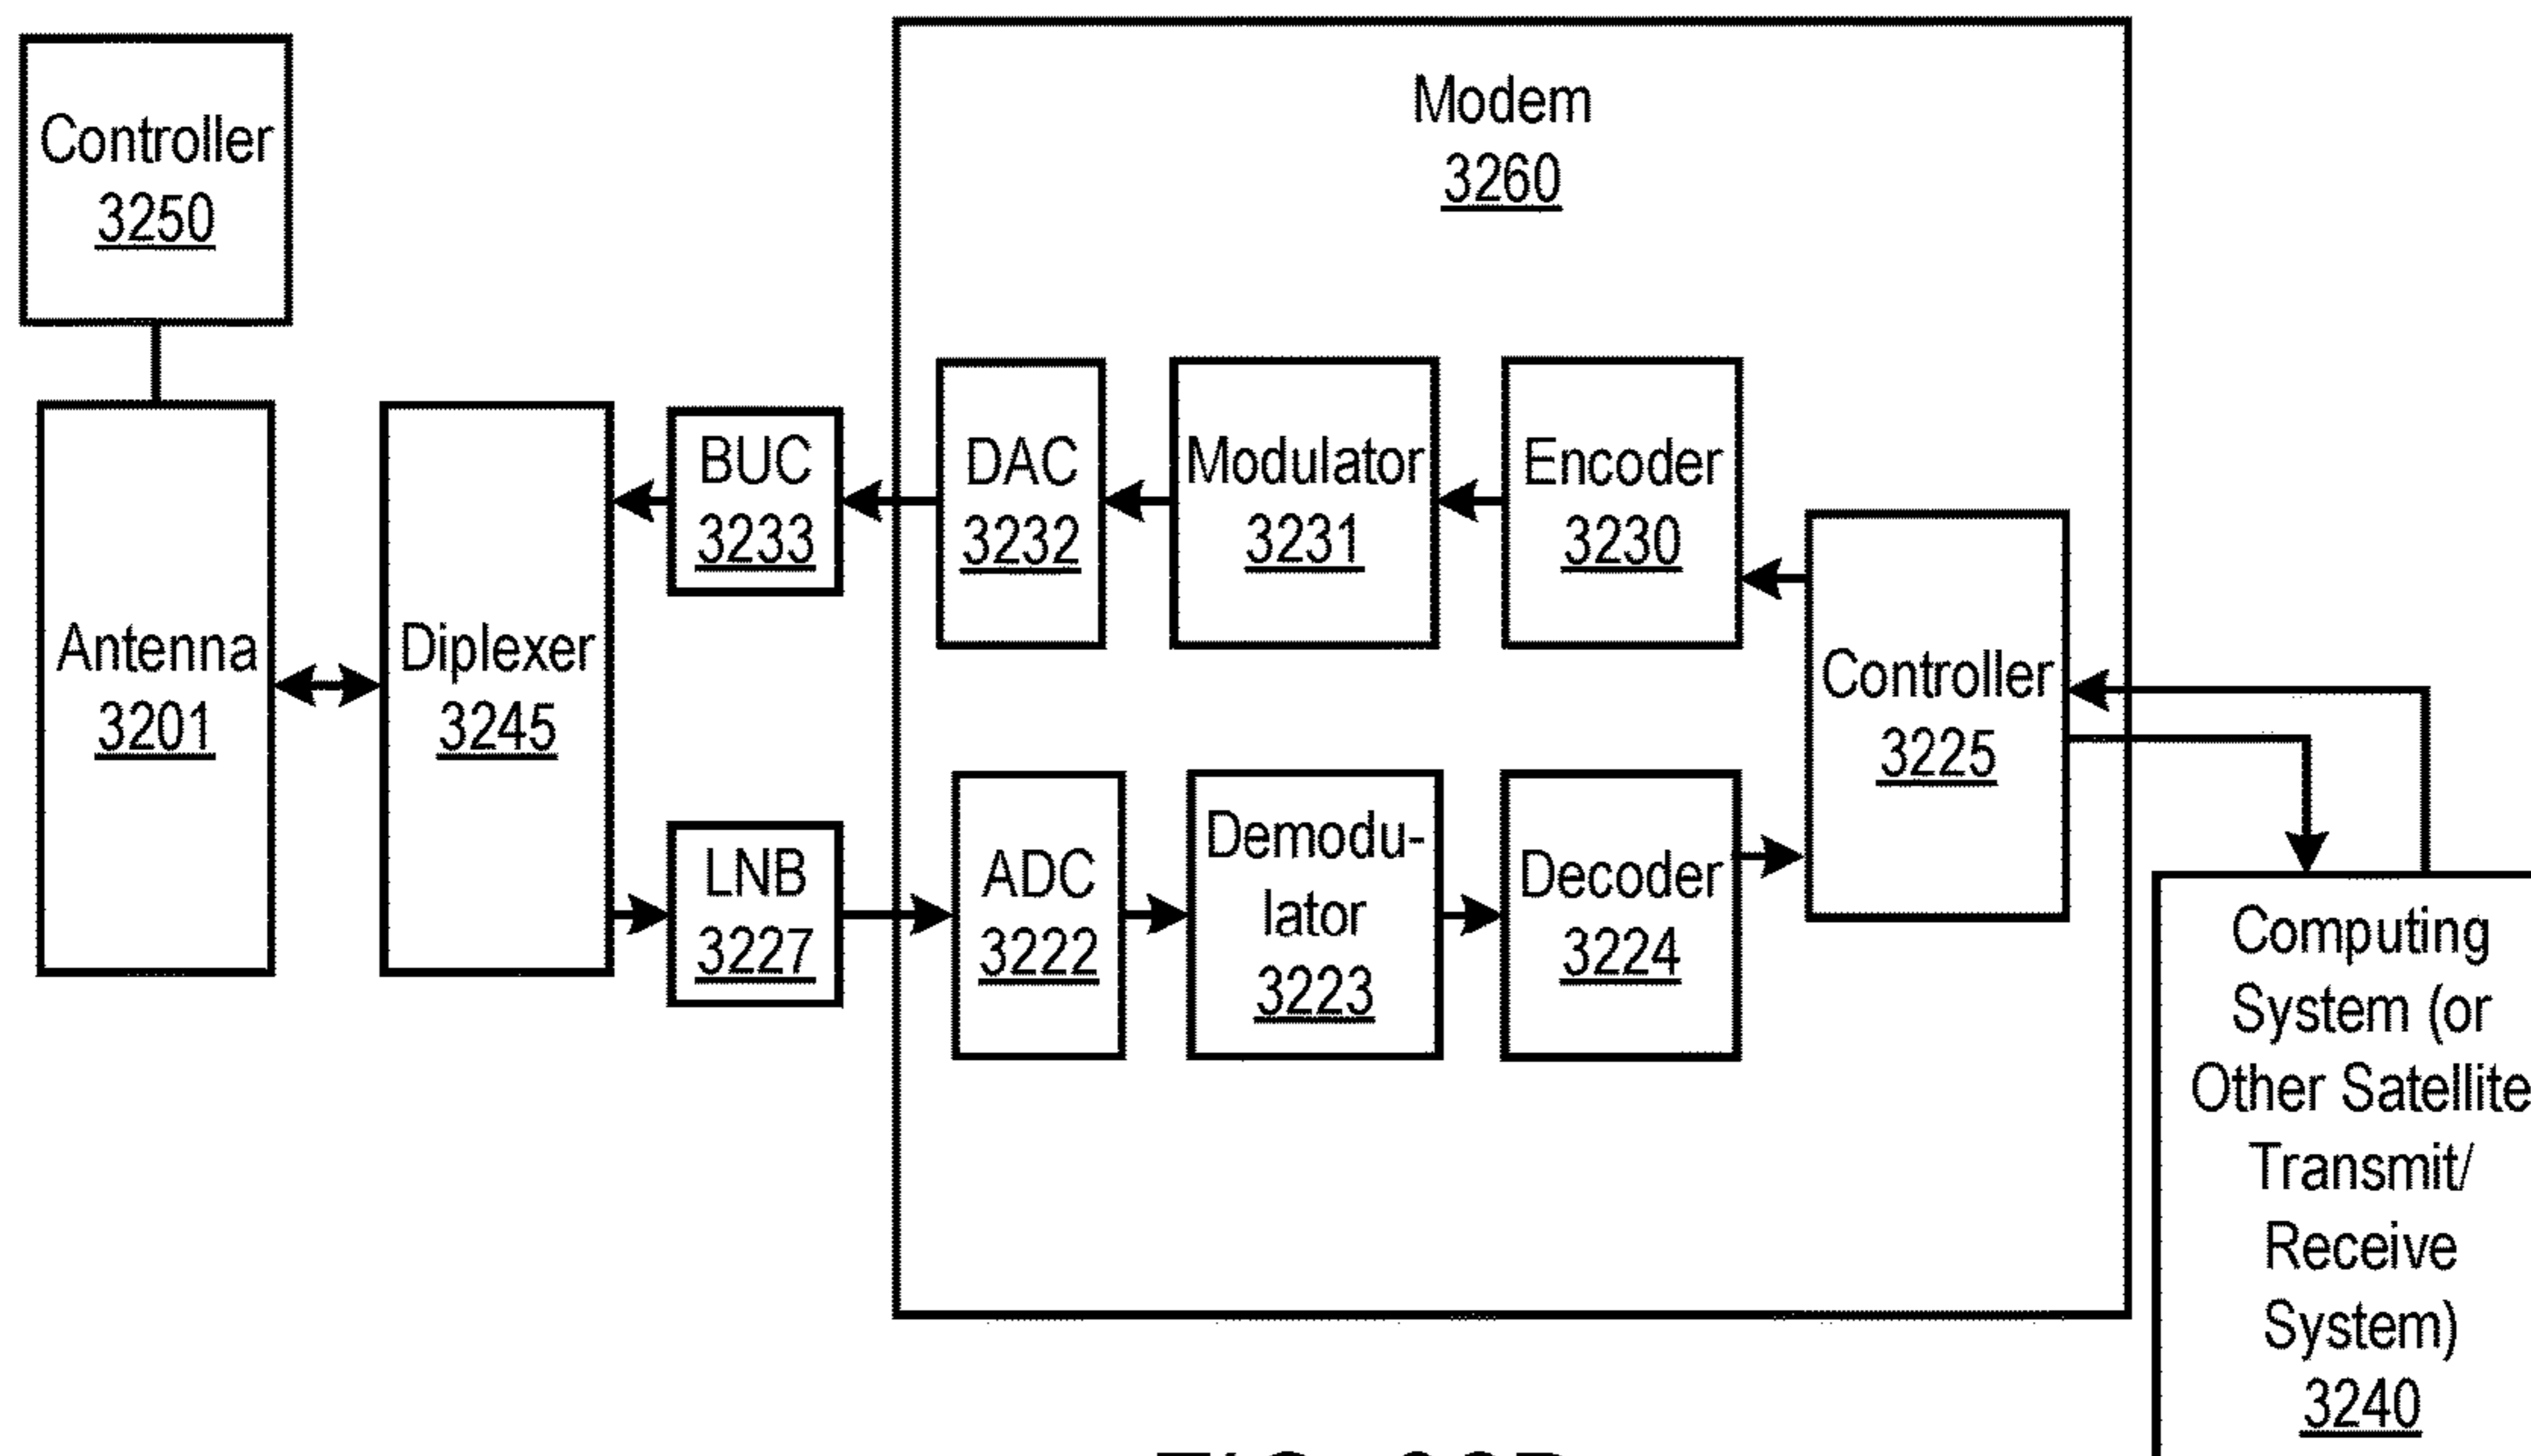 Controller
3250
Modem
3260
Antenna
3201
Diplexer
3245
BUC
3233
DAC
3232
Modulator
3231
Encoder
3230
Controller
3225
LNB
3227
ADC
3222
Demodu-
lator
3223
Decoder
3224
Computing
System (or
Other Satellite
Transmit/
Receive
System)
3240